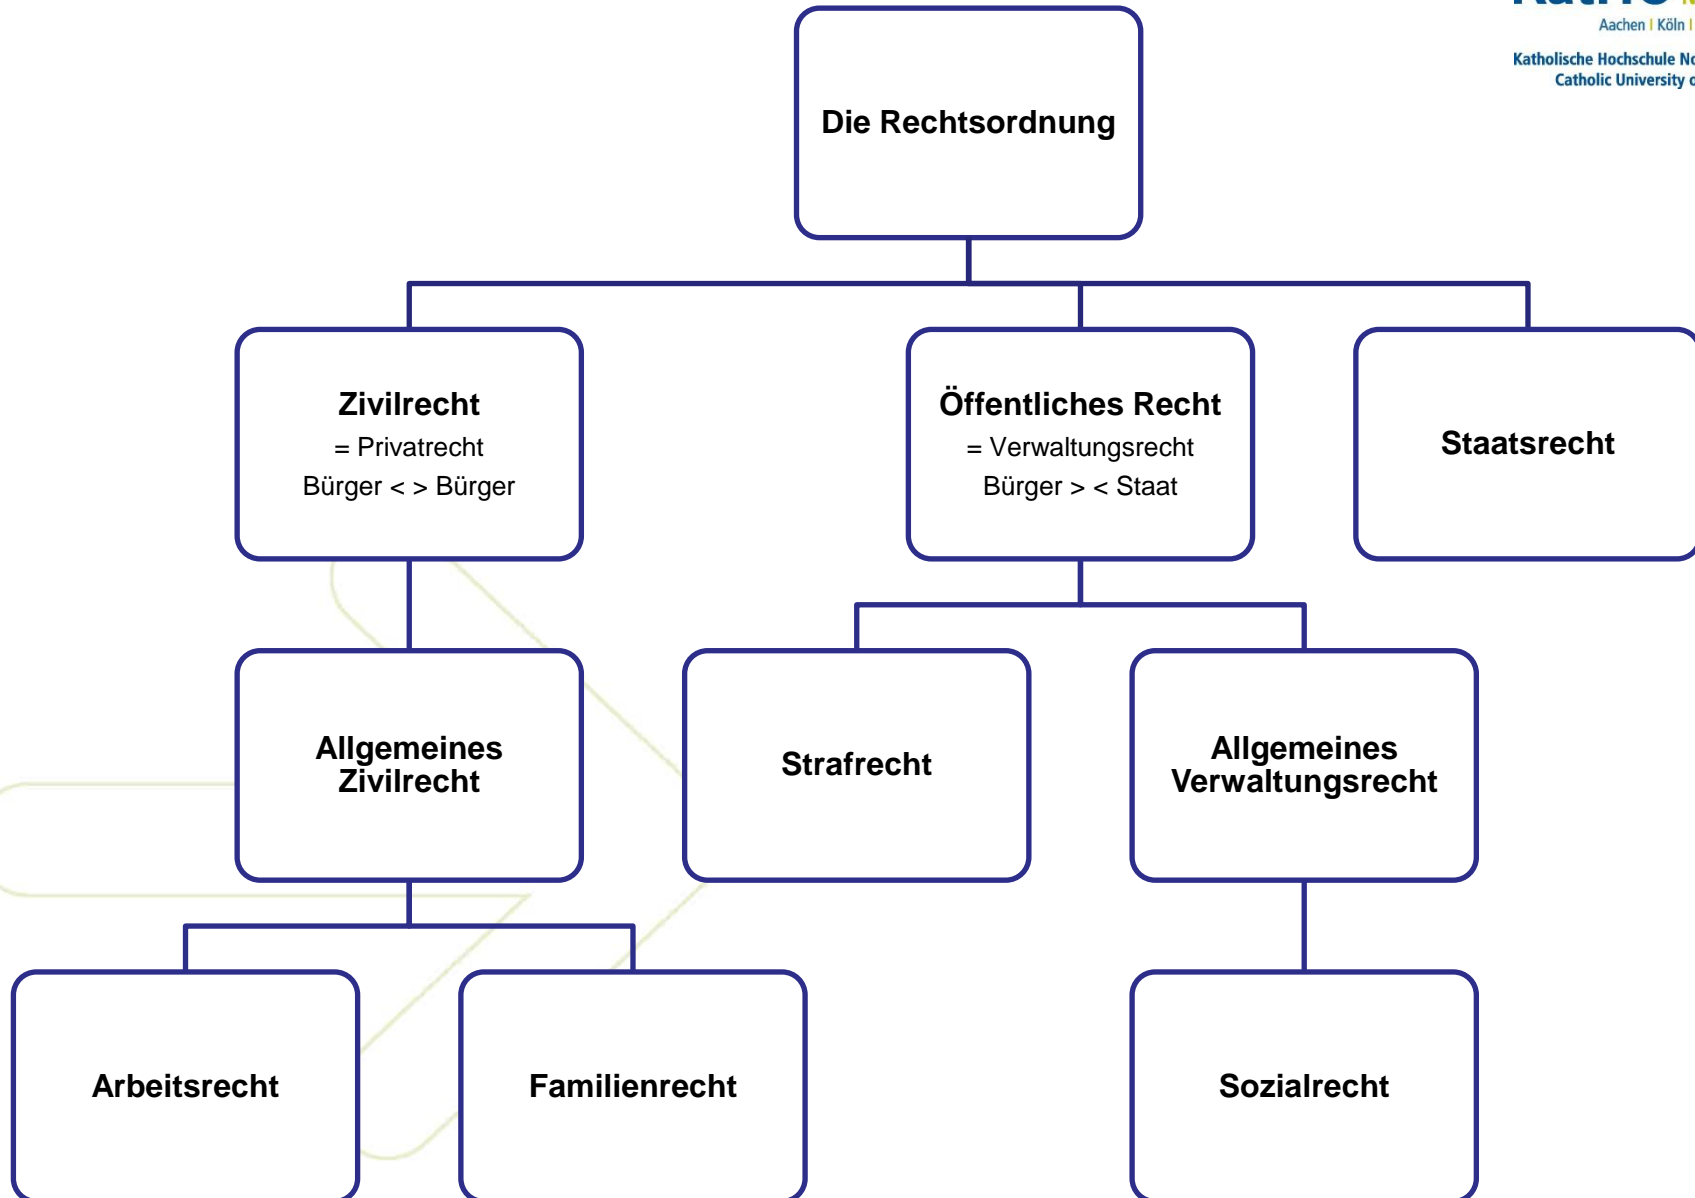 Aachen | Köln |
Katholische Hochschule
Catholic University
Die Rechtsordnung
Zivilrecht
= Privatrecht
Bürger < > Bürger
Öffentliches Recht
= Verwaltungsrecht
Bürger > < Staat
Staatsrecht
Allgemeines
Zivilrecht
Strafrecht
Allgemeines
Verwaltungsrecht
Arbeitsrecht
Familienrecht
Sozialrecht